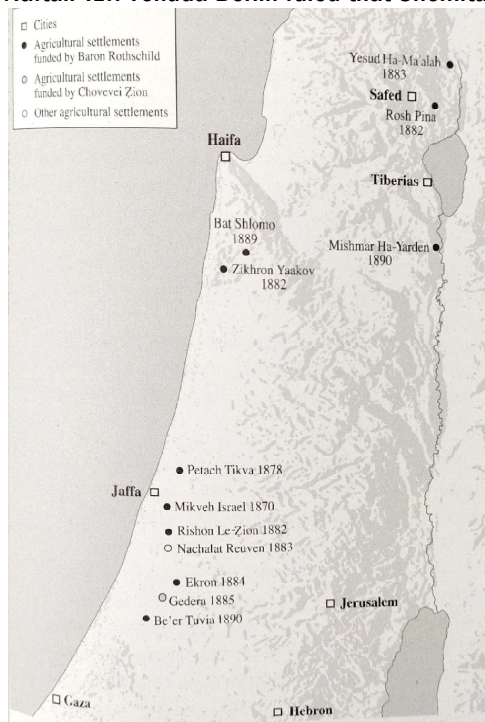 Cities
Agricultural settlements
funded by Baron Rothschild
Agricultural settlements
funded by Chovevei Ẓion
Other agricultural settlements
Yesud Ha-Ma'alah
1883
Safed
Rosh Pina
1882
Haifa
Tiberias
Bat Shlomo
1889
Mishmar Ha-Yarden
1890
Zikhron Yaakov
1882
Petach Tikva 1878
Jaffa
Mikveh Israel 1870
Rishon Le-Ẓion 1882
Nachalat Reuven 1883
Ekron 1884
Gedera 1885
Jerusalem
Be'er Tuvia 1890
Gaza
Hebron